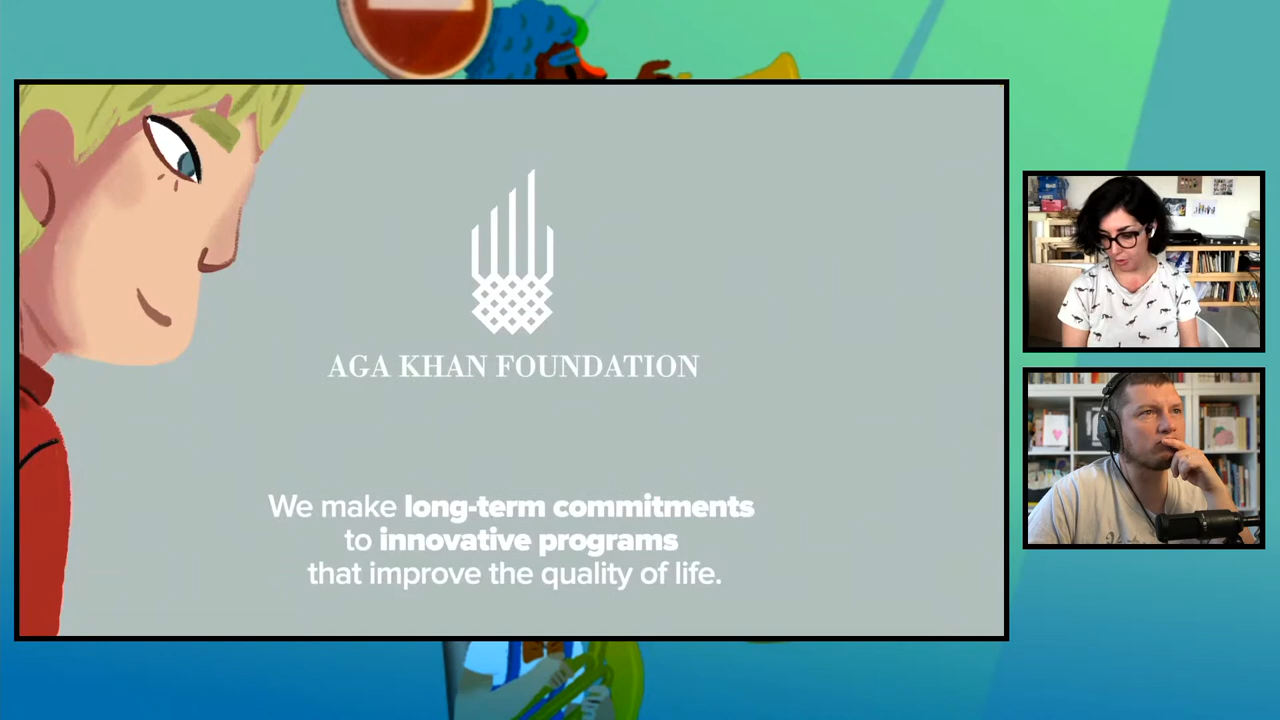 AGA KHAN FOUNDATION
We make long-term commitments
to innovative programs
that improve the quality of life.